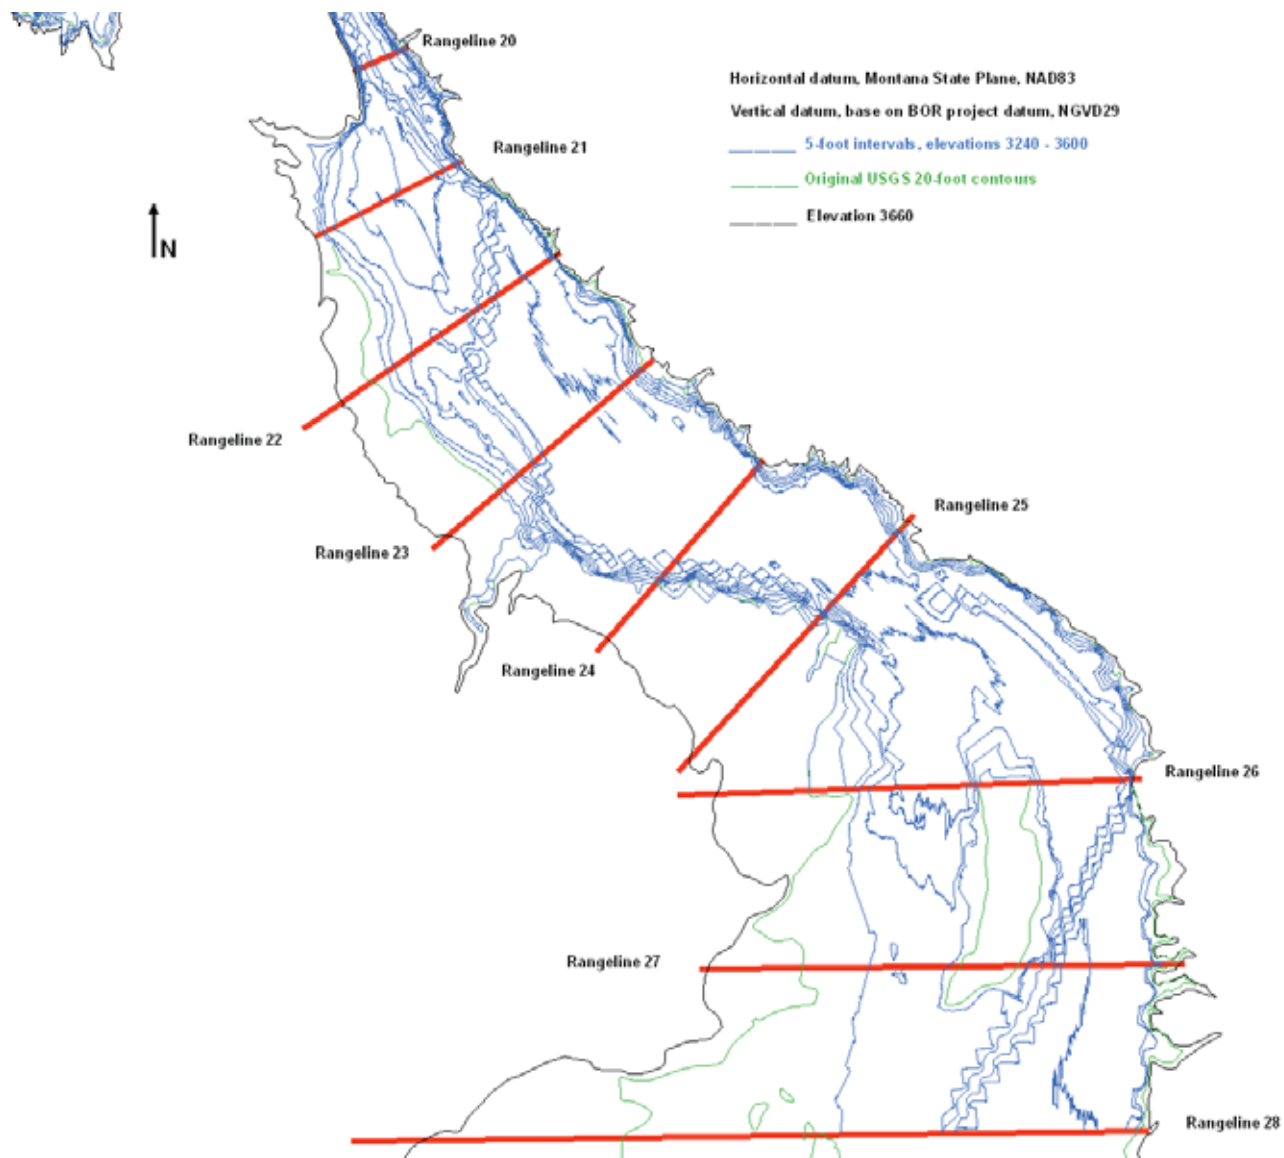 Rangeline 20
Horizontal datum, Montana State Plane, NAD83
Vertical datum, base on BOR project datum, NGVD29
5-foot intervals, elevations 3240 - 3600
Rangeline 21
Original USGS 20-foot contours
Elevation 3660
N
Rangeline 22
Rangeline 25
Rangeline 23
Rangeline 24
Rangeline 26
Rangeline 27
Rangeline 28